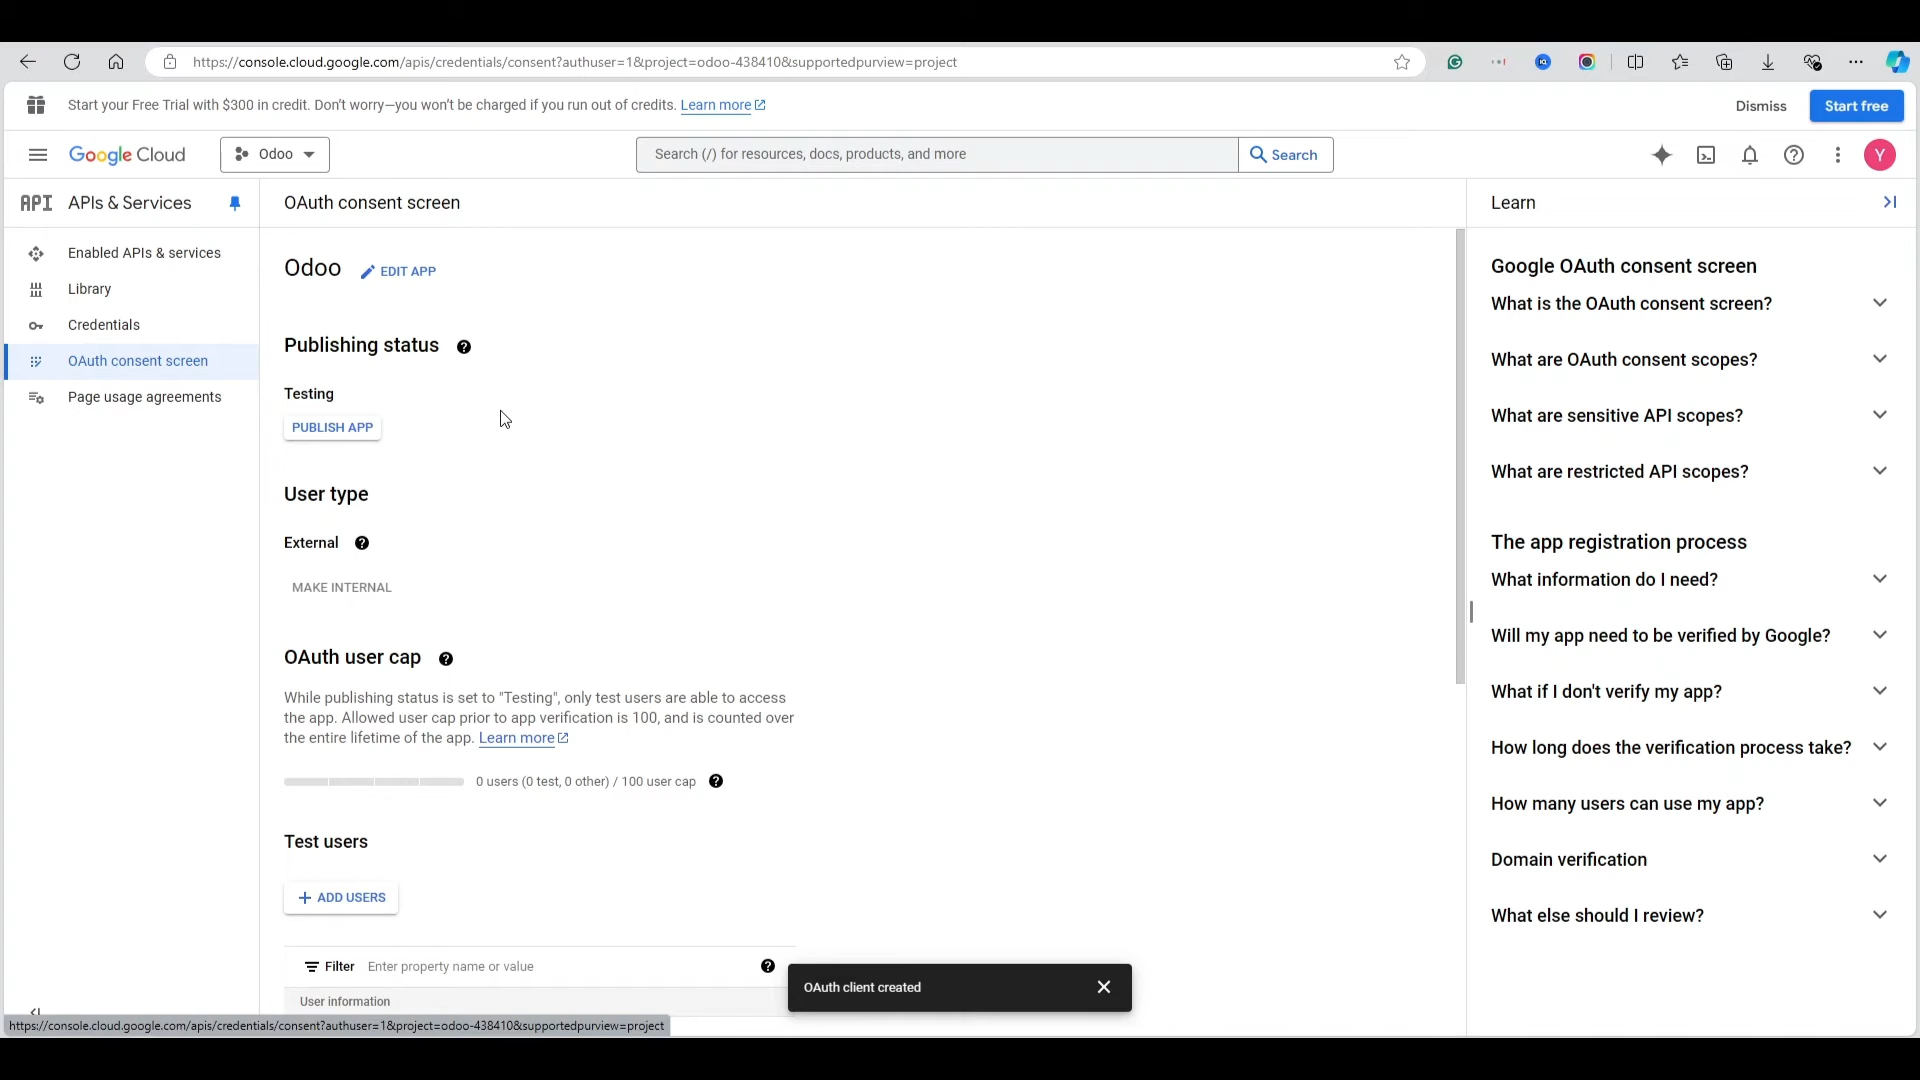 https://console.cloud.google.com/apis/credentials/consent?authuser=1&project=odoo-438410&supportedpurview=project
Start your Free Trial with $300 in credit. Don't worry—you won't be charged if you run out of credits. Learn more
Dismiss
Start free
Google Cloud
Odoo
Search (/) for resources, docs, products, and more
Search
Y
API APIs & Services
OAuth consent screen
Learn
Enabled APIs & services
Library
Credentials
OAuth consent screen
Page usage agreements
Odoo
EDIT APP
Publishing status
Testing
PUBLISH APP
User type
External
MAKE INTERNAL
OAuth user cap
While publishing status is set to "Testing", only test users are able to access
the app. Allowed user cap prior to app verification is 100, and is counted over
the entire lifetime of the app. Learn more
0 users (0 test, 0 other) / 100 user cap
Test users
+ ADD USERS
Filter Enter property name or value
User information
OAuth client created
Google OAuth consent screen
What is the OAuth consent screen?
What are OAuth consent scopes?
What are sensitive API scopes?
What are restricted API scopes?
The app registration process
What information do I need?
Will my app need to be verified by Google?
What if I don't verify my app?
How long does the verification process take?
How many users can use my app?
Domain verification
What else should I review?
https://console.cloud.google.com/apis/credentials/consent?authuser=1&project=odoo-438410&supportedpurview=project